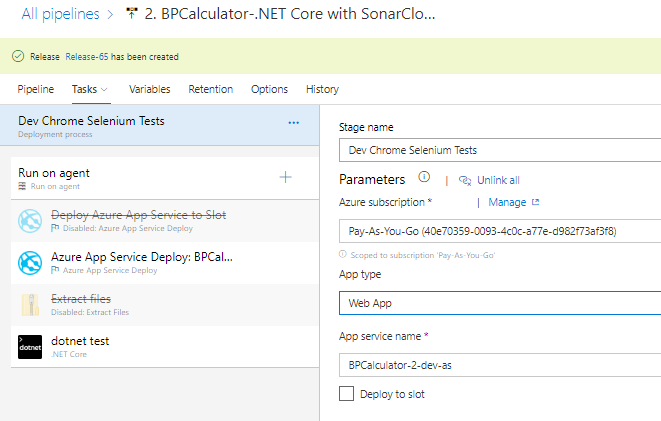 All pipelines > 2. BPCalculator-.NET Core with SonarClo...
Release Release-65 has been created
Pipeline Tasks Variables Retention Options History
Dev Chrome Selenium Tests
Deployment process
Run on agent
Run on agent
Deploy Azure App Service to Slot
Disabled: Azure App Service Deploy
Azure App Service Deploy: BPCal...
Azure App Service Deploy
Extract files
Disabled: Extract Files
dotnet
dotnet test
.NET Core
Stage name
Dev Chrome Selenium Tests
Parameters | Unlink all
Azure subscription * | Manage
Pay-As-You-Go (40e70359-0093-4c0c-a77e-d982f73af3f8)
Scoped to subscription 'Pay-As-You-Go'
App type
Web App
App service name *
BPCalculator-2-dev-as
Deploy to slot